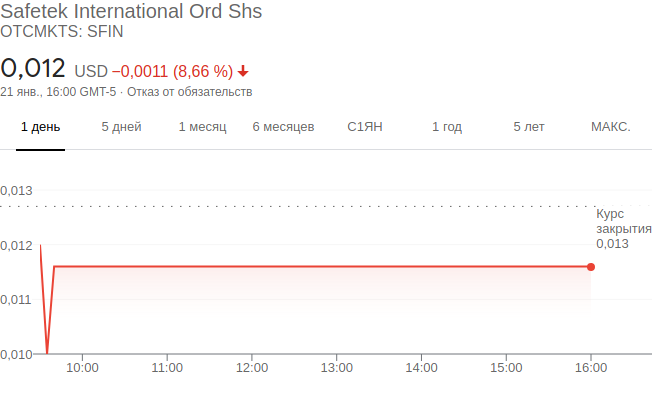 Safetek International Ord Shs
OTCMKTS: SFIN
0,012 USD −0,0011 (8,66 %)
21 янв., 16:00 GMT-5 · Отказ от обязательств
1 день 5 дней 1 месяц 6 месяцев С1ЯН 1 год 5 лет МАКС.
0,013
Курс
закрытия
0,013
0,012
0,011
0,010
10:00 11:00 12:00 13:00 14:00 15:00 16:00